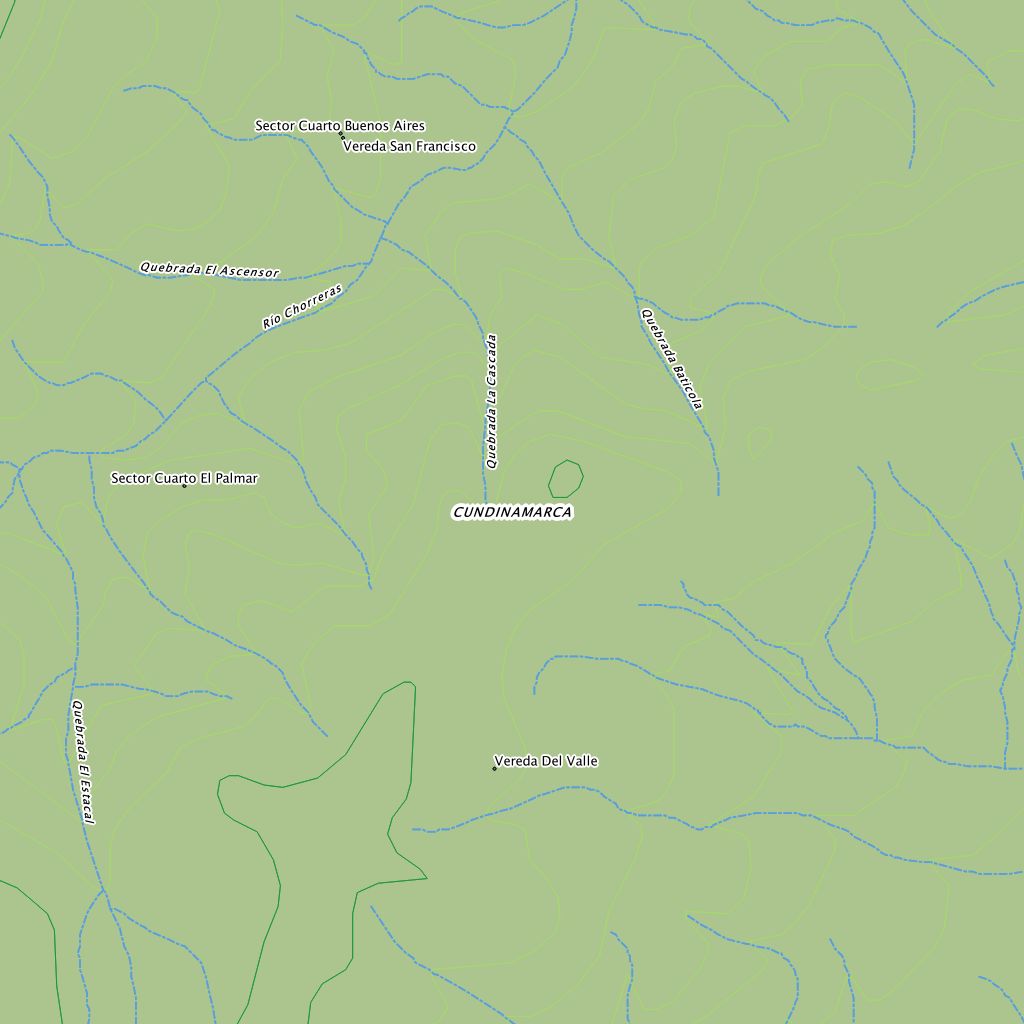 Sector Cuarto Buenos Aires
Vereda San Francisco
Quebrada El Ascensor
Río Chorreras
Quebrada La Cascada
Quebrada Baticola
Sector Cuarto El Palmar
CUNDINAMARCA
Quebrada El Estacal
Vereda Del Valle